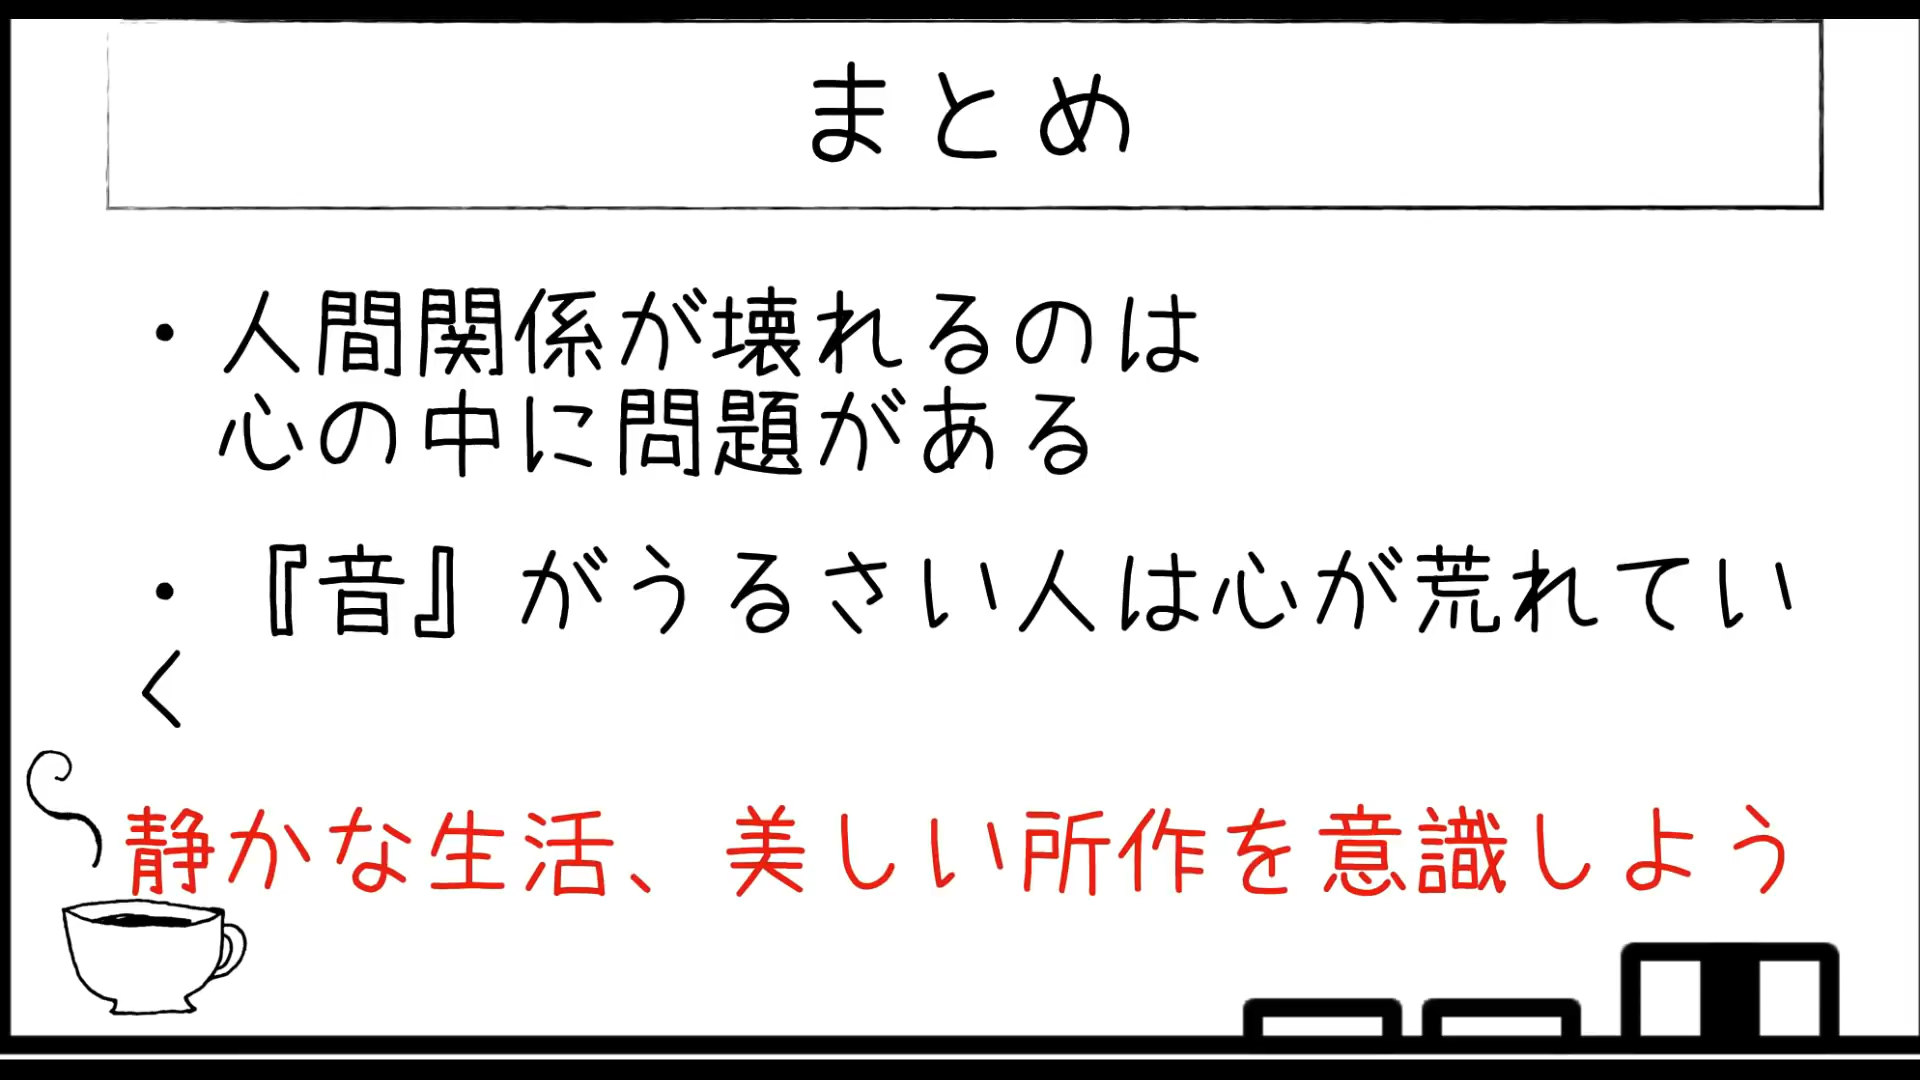 まとめ
・人間関係が壊れるのは
心の中に問題がある
・『音』がうるさい人は心が荒れてい
く
静かな生活、美しい所作を意識しよう